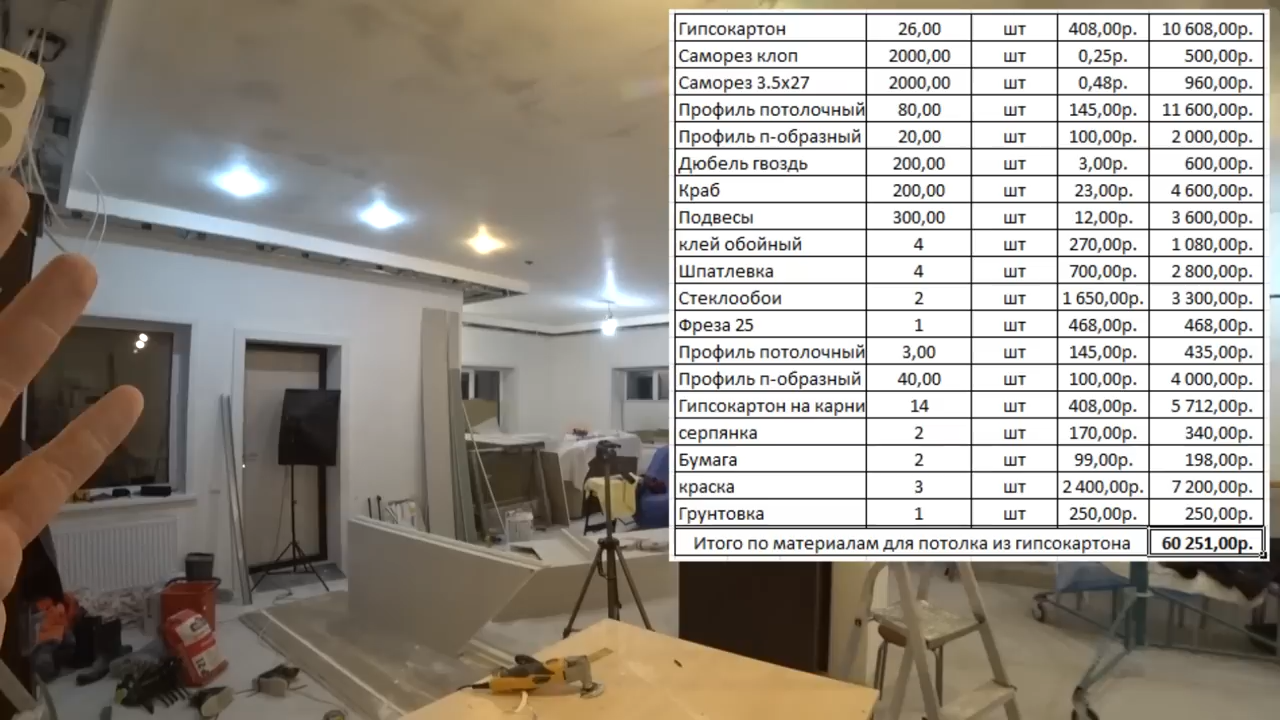 Гипсокартон 26,00 шт 408,00р. 10 608,00р.
Саморез клоп 2000,00 шт 0,25р. 500,00р.
Саморез 3.5х27 2000,00 шт 0,48р. 960,00р.
Профиль потолочный 80,00 шт 145,00р. 11 600,00р.
Профиль п-образный 20,00 шт 100,00р. 2 000,00р.
Дюбель гвоздь 200,00 шт 3,00р. 600,00р.
Краб 200,00 шт 23,00р. 4 600,00р.
Подвесы 300,00 шт 12,00р. 3 600,00р.
клей обойный 4 шт 270,00р. 1 080,00р.
Шпатлевка 4 шт 700,00р. 2 800,00р.
Стеклообои 2 шт 1 650,00р. 3 300,00р.
Фреза 25 1 шт 468,00р. 468,00р.
Профиль потолочный 3,00 шт 145,00р. 435,00р.
Профиль п-образный 40,00 шт 100,00р. 4 000,00р.
Гипсокартон на карни 14 шт 408,00р. 5 712,00р.
серпянка 2 шт 170,00р. 340,00р.
Бумага 2 шт 99,00р. 198,00р.
краска 3 шт 2 400,00р. 7 200,00р.
Грунтовка 1 шт 250,00р. 250,00р.
Итого по материалам для потолка из гипсокартона 60 251,00р.